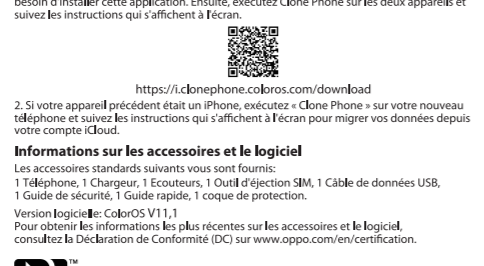 besoin d'installer cette application. Ensuite, exécutez Clone Phone sur les deux appareils et
suivez les instructions qui s'affichent à l'écran.
https://i.clonephone.coloros.com/download
2. Si votre appareil précédent était un iPhone, exécutez « Clone Phone » sur votre nouveau
téléphone et suivez les instructions qui s'affichent à l'écran pour migrer vos données depuis
votre compte iCloud.
Informations sur les accessoires et le logiciel
Les accessoires standards suivants vous sont fournis:
1 Téléphone, 1 Chargeur, 1 Ecouteurs, 1 Outil d'éjection SIM, 1 Câble de données USB,
1 Guide de sécurité, 1 Guide rapide, 1 coque de protection.
Version logicielle: ColorOS V11,1
Pour obtenir les informations les plus récentes sur les accessoires et le logiciel,
consultez la Déclaration de Conformité (DC) sur www.oppo.com/en/certification.
TM